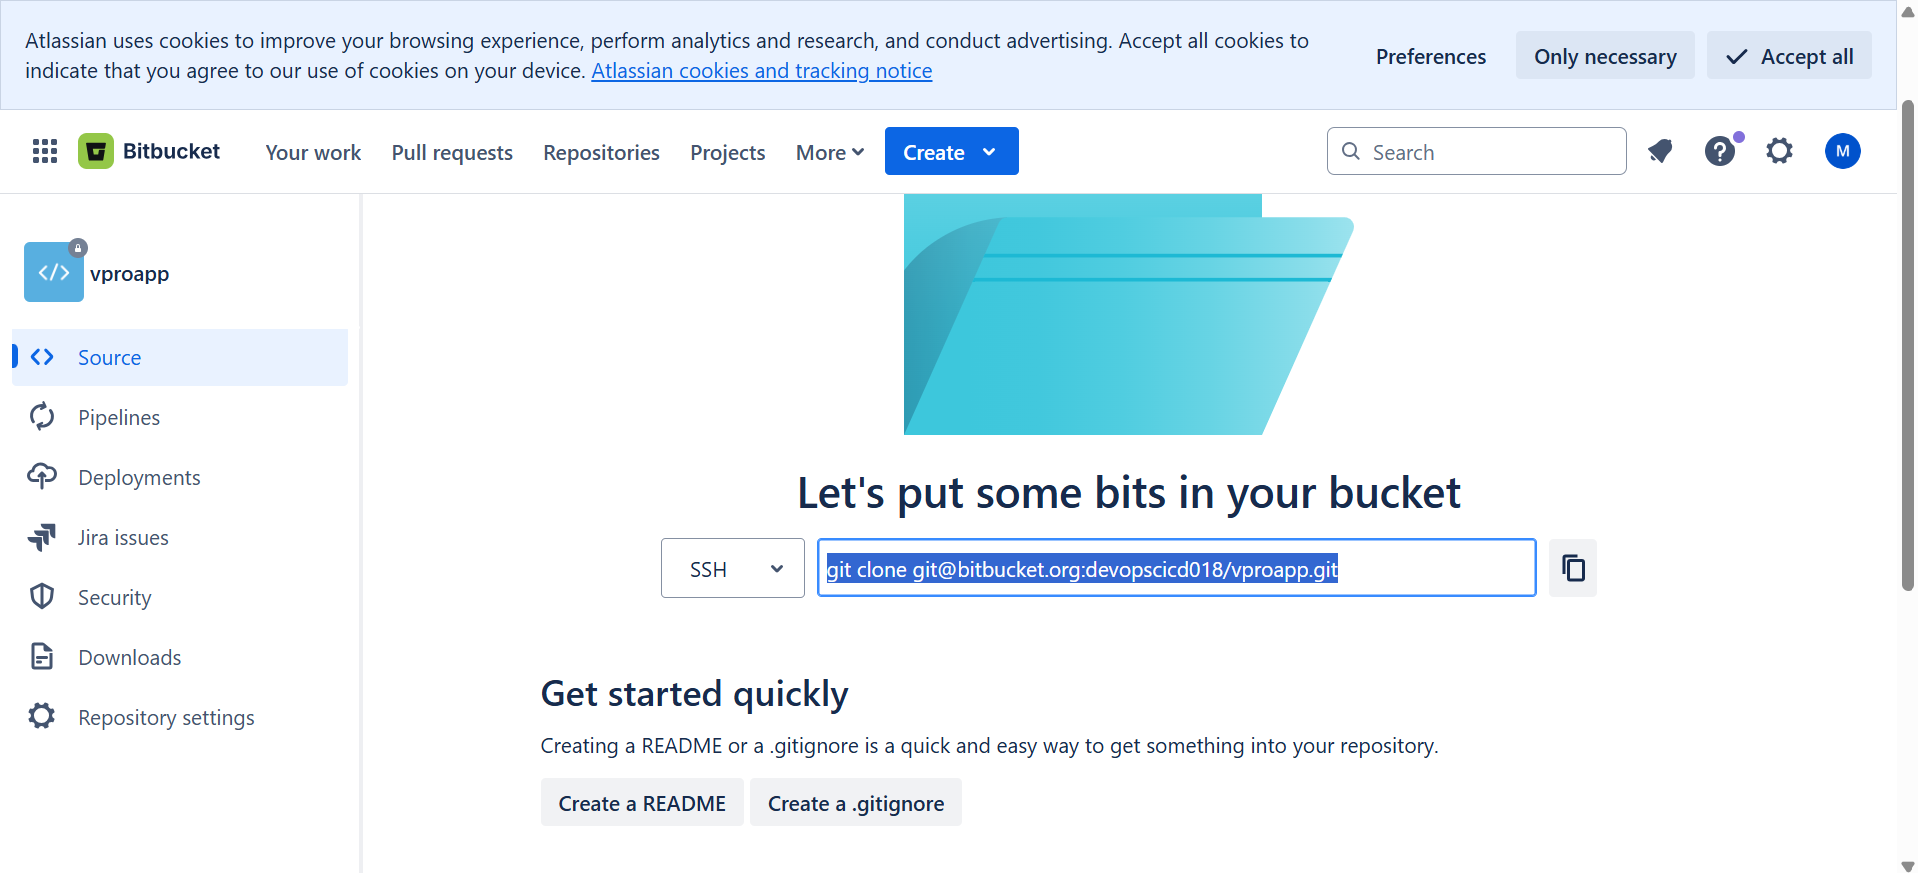 Atlassian uses cookies to improve your browsing experience, perform analytics and research, and conduct advertising. Accept all cookies to
indicate that you agree to our use of cookies on your device. Atlassian cookies and tracking notice
Preferences
Only necessary
Accept all
Bitbucket
Your work
Pull requests
Repositories
Projects
More
Create
Search
M
vproapp
Source
Pipelines
Deployments
Jira issues
Security
Downloads
Repository settings
Let's put some bits in your bucket
SSH
git clone git@bitbucket.org:devopscicd018/vproapp.git
Get started quickly
Creating a README or a .gitignore is a quick and easy way to get something into your repository.
Create a README
Create a .gitignore